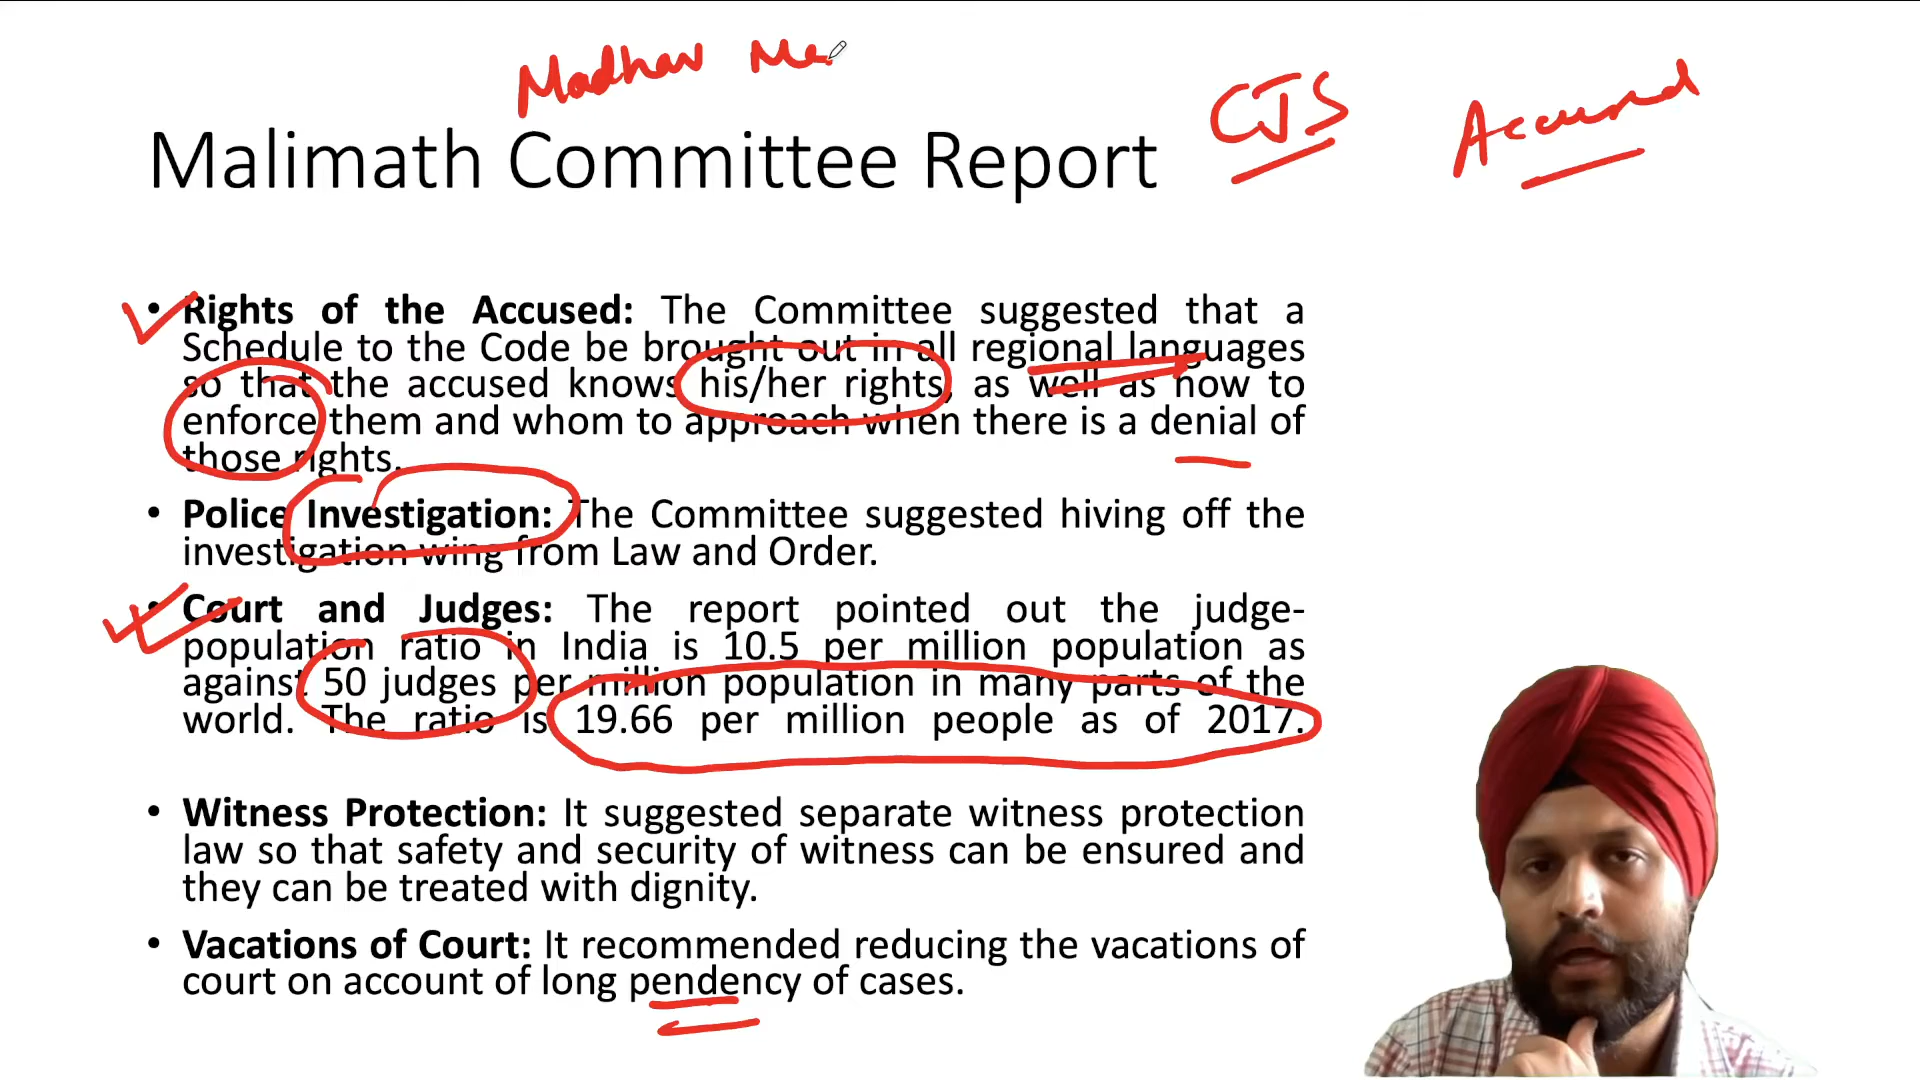 Madhav Me
CJS
Accused
Malimath Committee Report
• Rights of the Accused: The Committee suggested that a
Schedule to the Code be brought out in all regional languages
so that the accused knows his/her rights, as well as how to
enforce them and whom to approach when there is a denial of
those rights.
• Police Investigation: The Committee suggested hiving off the
investigation wing from Law and Order.
• Court and Judges: The report pointed out the judge-
population ratio in India is 10.5 per million population as
against 50 judges per million population in many parts of the
world. The ratio is 19.66 per million people as of 2017.
• Witness Protection: It suggested separate witness protection
law so that safety and security of witness can be ensured and
they can be treated with dignity.
• Vacations of Court: It recommended reducing the vacations of
court on account of long pendency of cases.